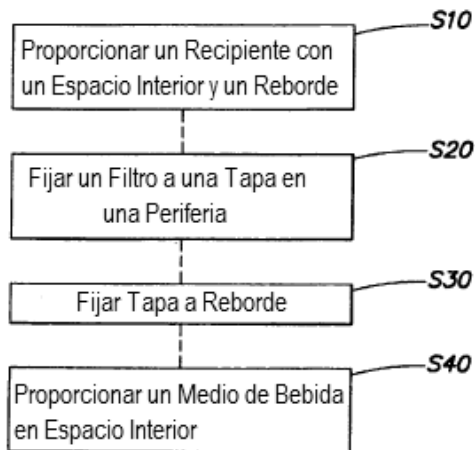 S10
Proporcionar un Recipiente con
un Espacio Interior y un Reborde
S20
Fijar un Filtro a una Tapa en
una Periferia
S30
Fijar Tapa a Reborde
S40
Proporcionar un Medio de Bebida
en Espacio Interior